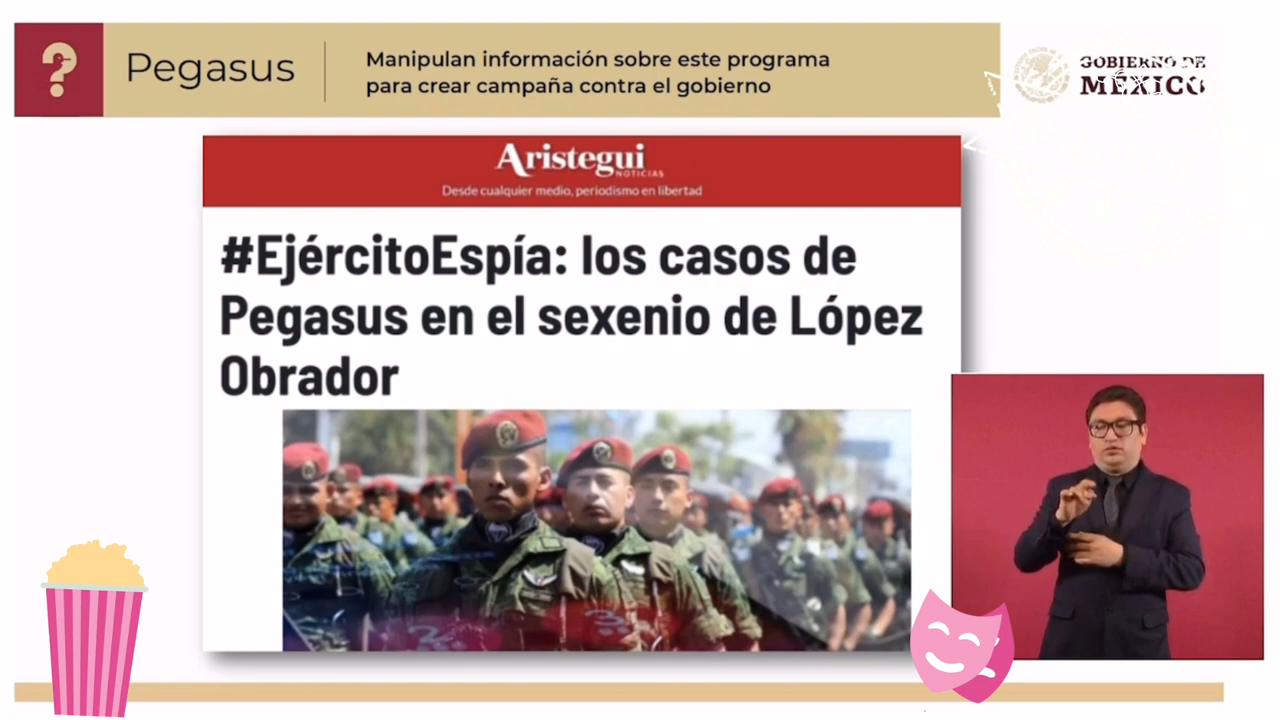 Pegasus
Manipulan información sobre este programa
para crear campaña contra el gobierno
GOBIERNO DE
MÉXICO
Aristegui
NOTICIAS
Desde cualquier medio, periodismo en libertad
#EjércitoEspía: los casos de
Pegasus en el sexenio de López
Obrador